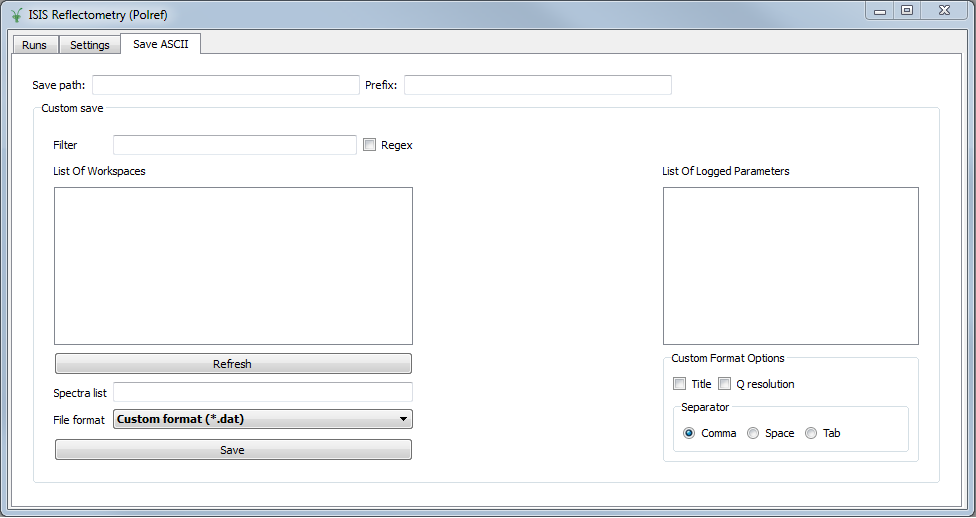 ISIS Reflectometry (Polref)
Runs Settings Save ASCII
Save path: Prefix:
Custom save
Filter Regex
List Of Workspaces List Of Logged Parameters
Refresh
Custom Format Options
Title Q resolution
Spectra list
Separator
File format Custom format (*.dat)
Comma Space Tab
Save